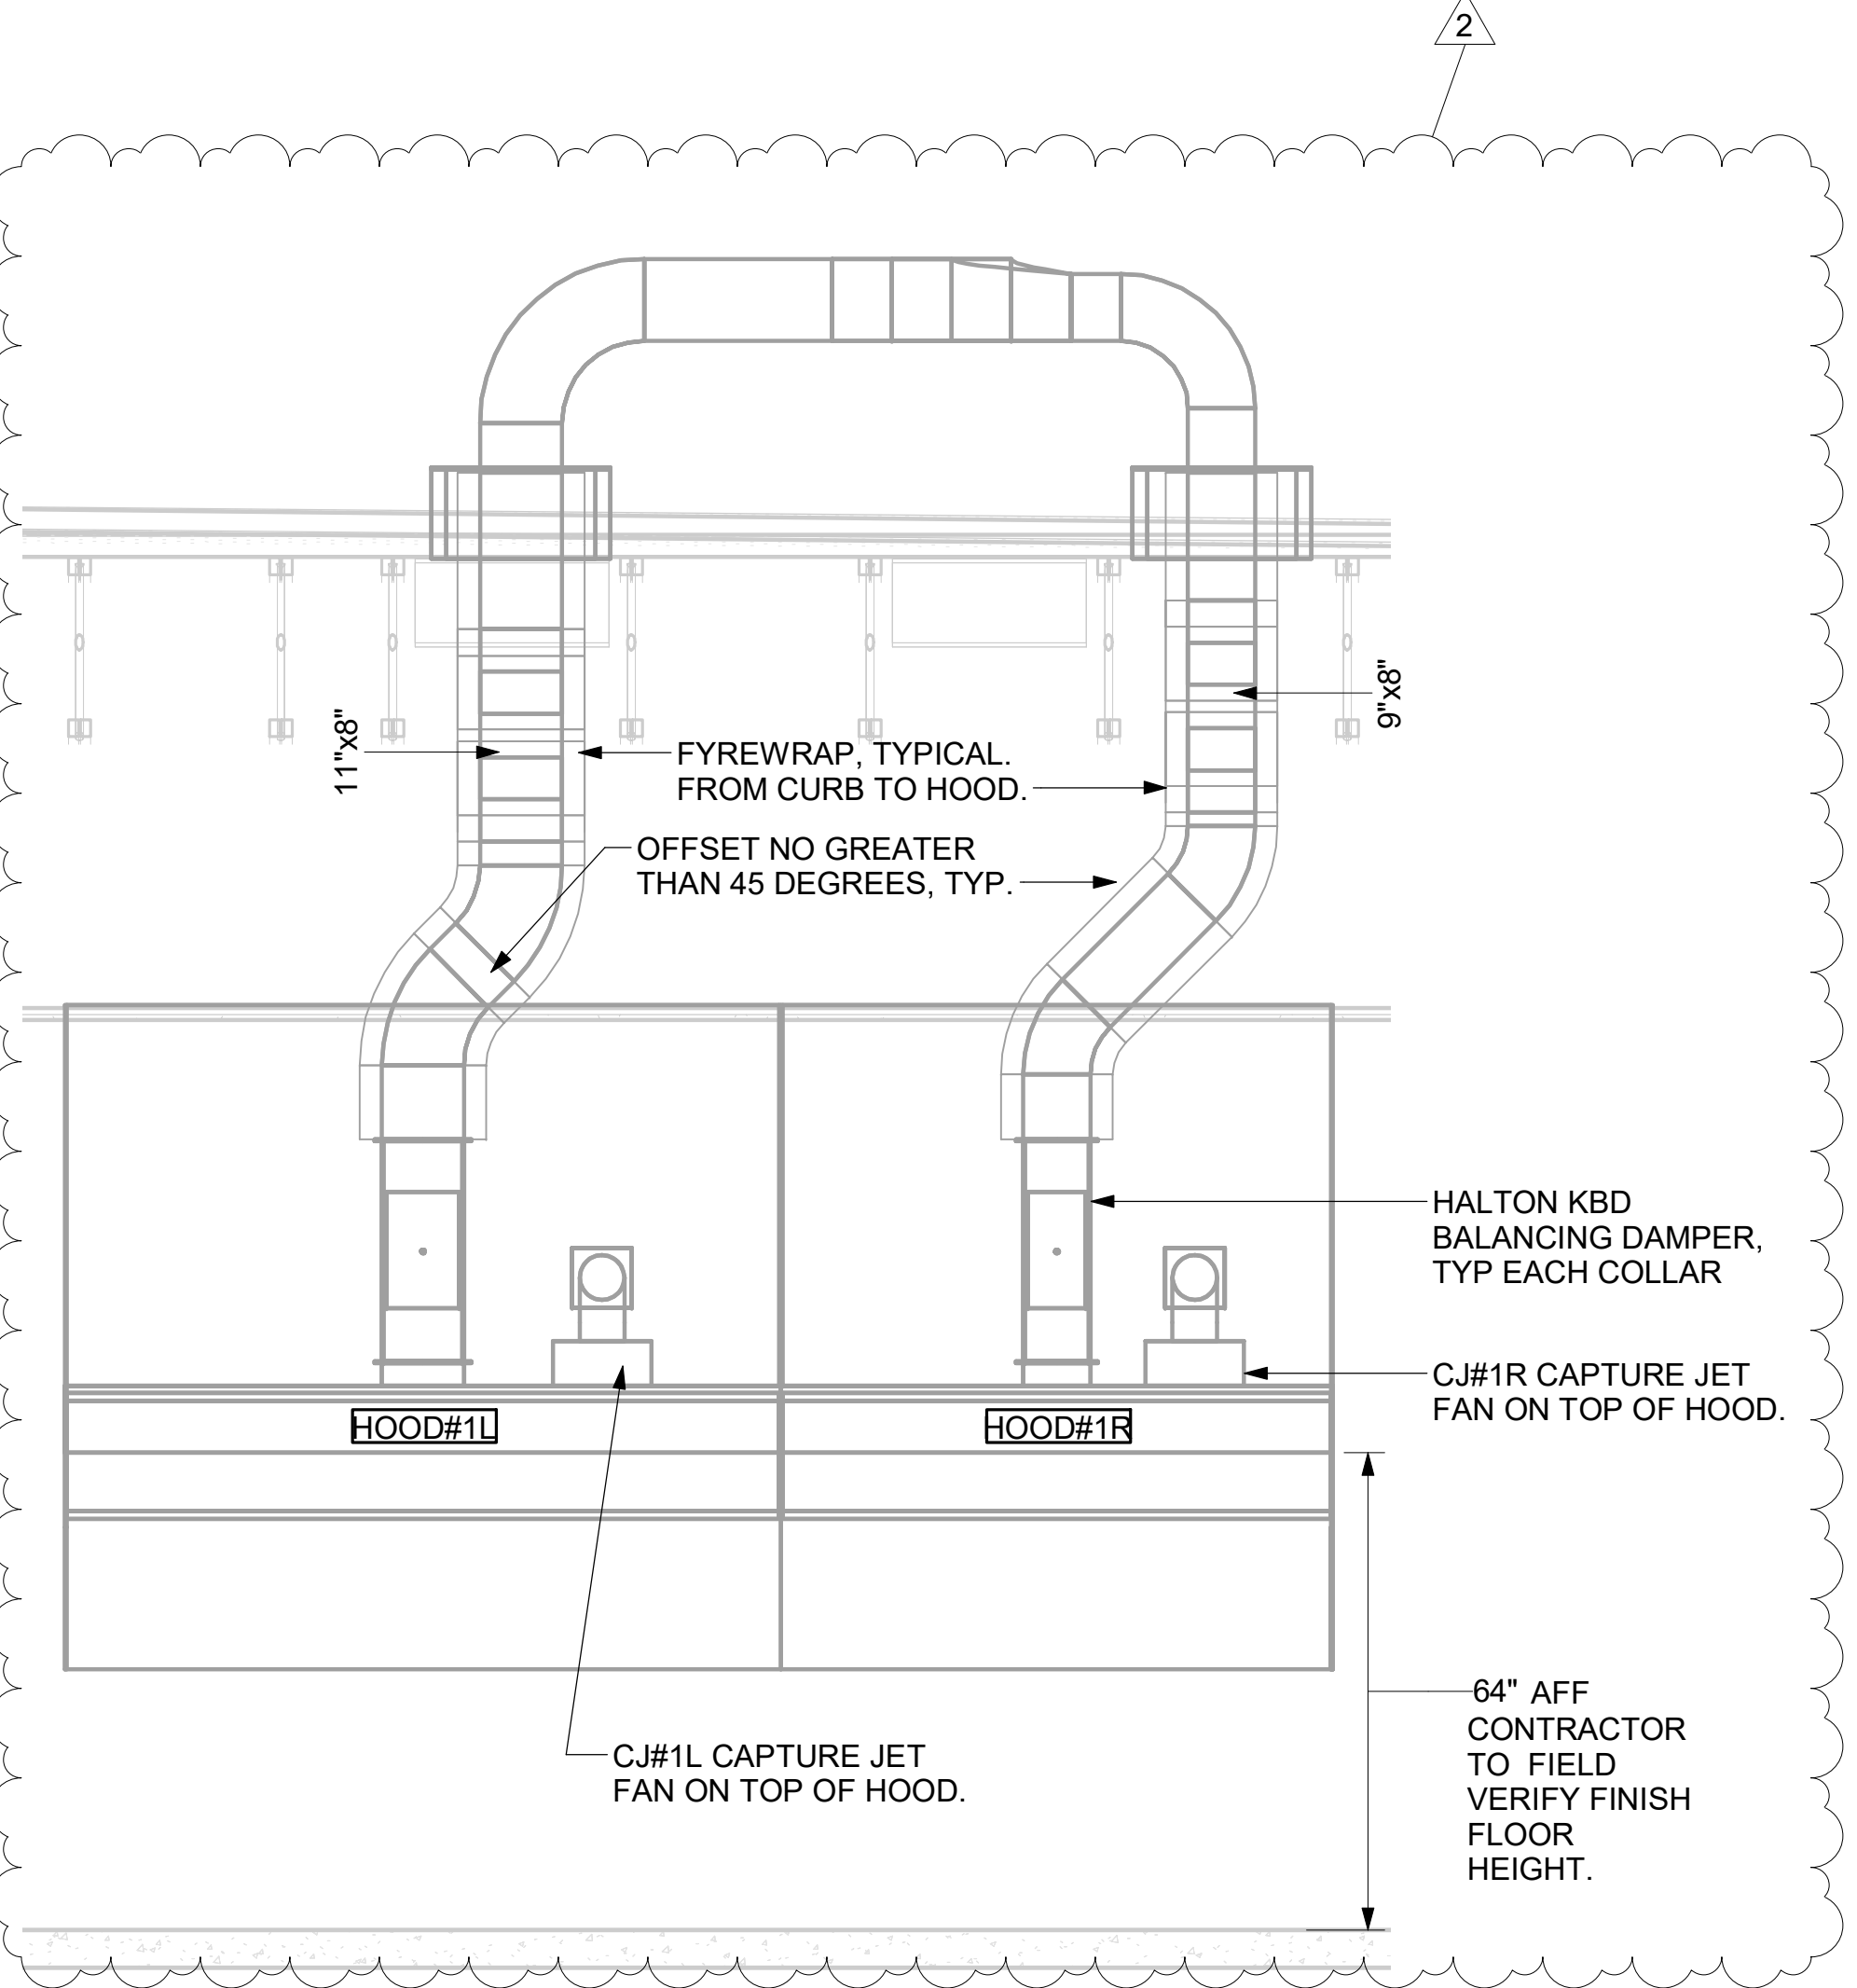 2
11"x8"
9"x8"
FYREWRAP, TYPICAL.
FROM CURB TO HOOD.
OFFSET NO GREATER
THAN 45 DEGREES, TYP.
HALTON KBD
BALANCING DAMPER,
TYP EACH COLLAR
CJ#1R CAPTURE JET
FAN ON TOP OF HOOD.
HOOD#1L
HOOD#1R
64" AFF
CONTRACTOR
TO FIELD
VERIFY FINISH
FLOOR
HEIGHT.
CJ#1L CAPTURE JET
FAN ON TOP OF HOOD.